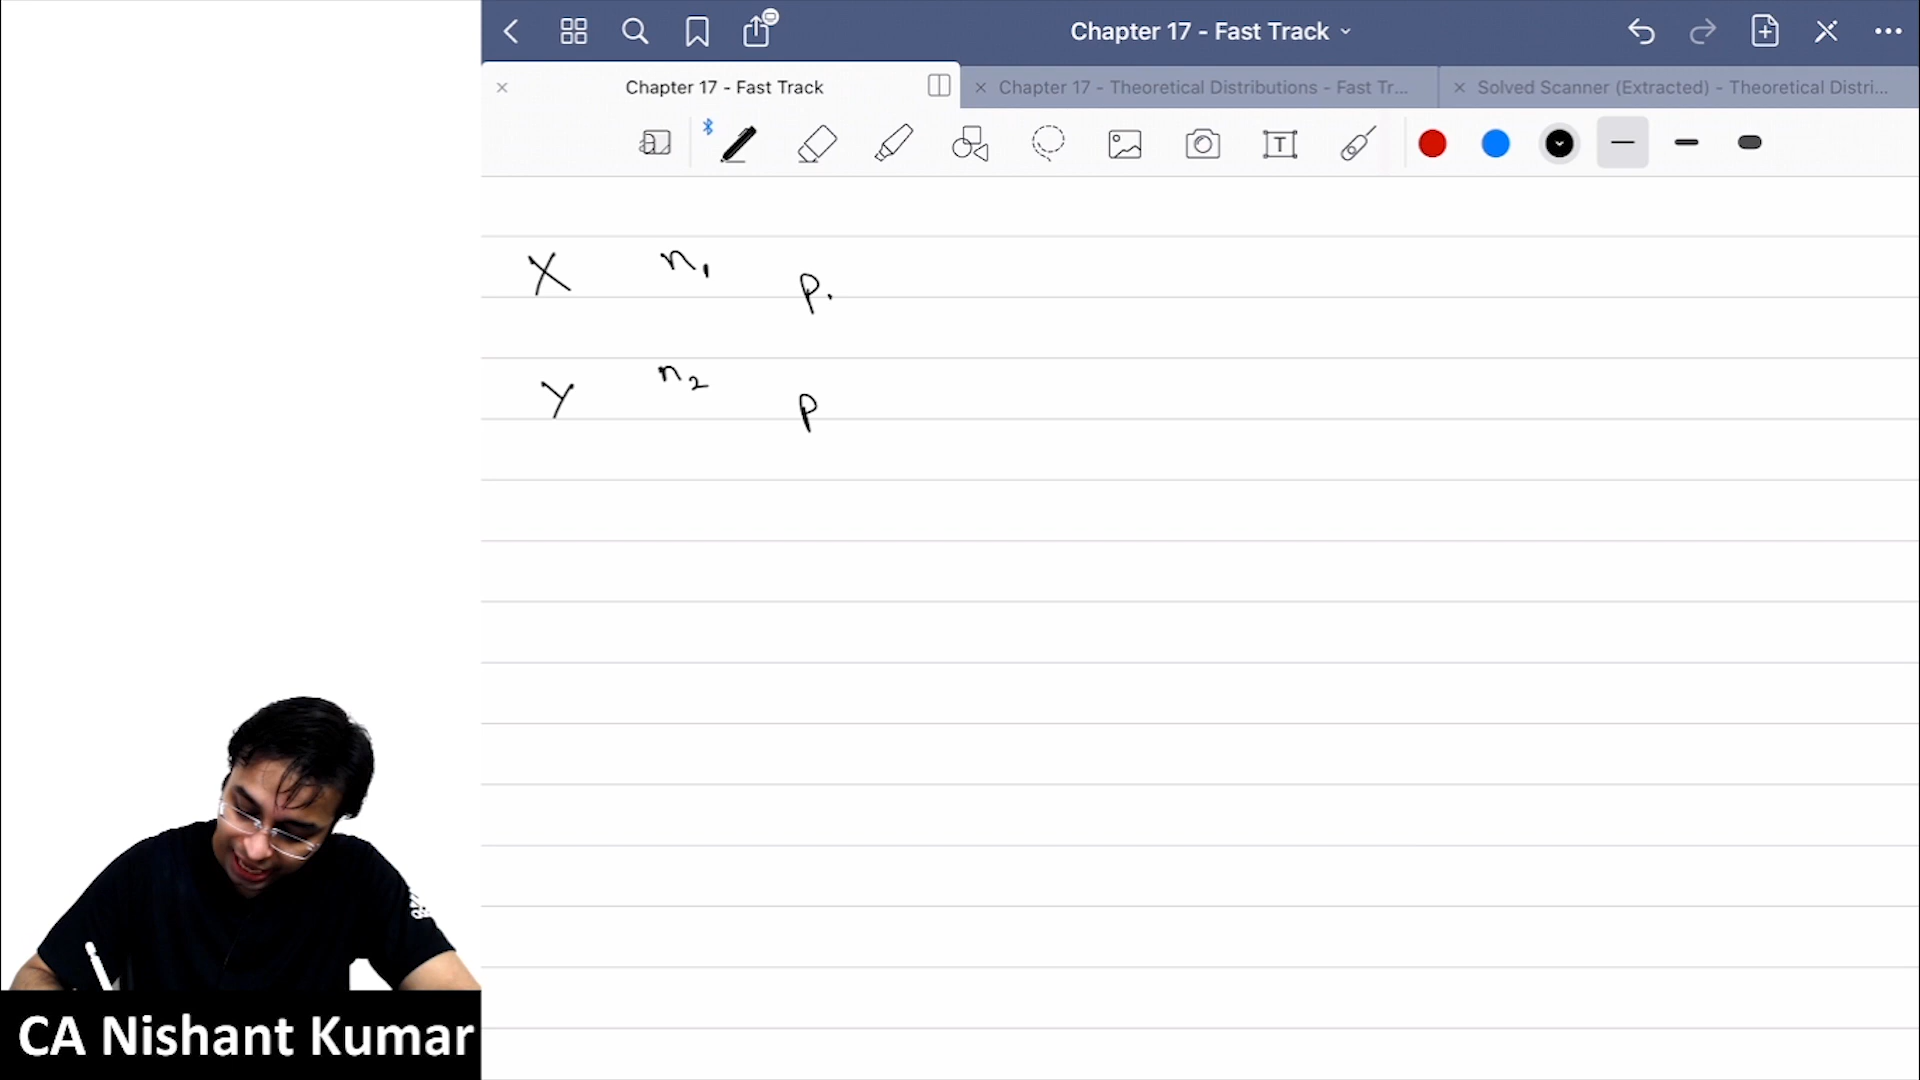 Chapter 17 - Fast Track
Chapter 17 - Fast Track
Chapter 17 - Theoretical Distributions - Fast Tr...
Solved Scanner (Extracted) - Theoretical Distri...
X n₁ p.
Y n₂ p
CA Nishant Kumar